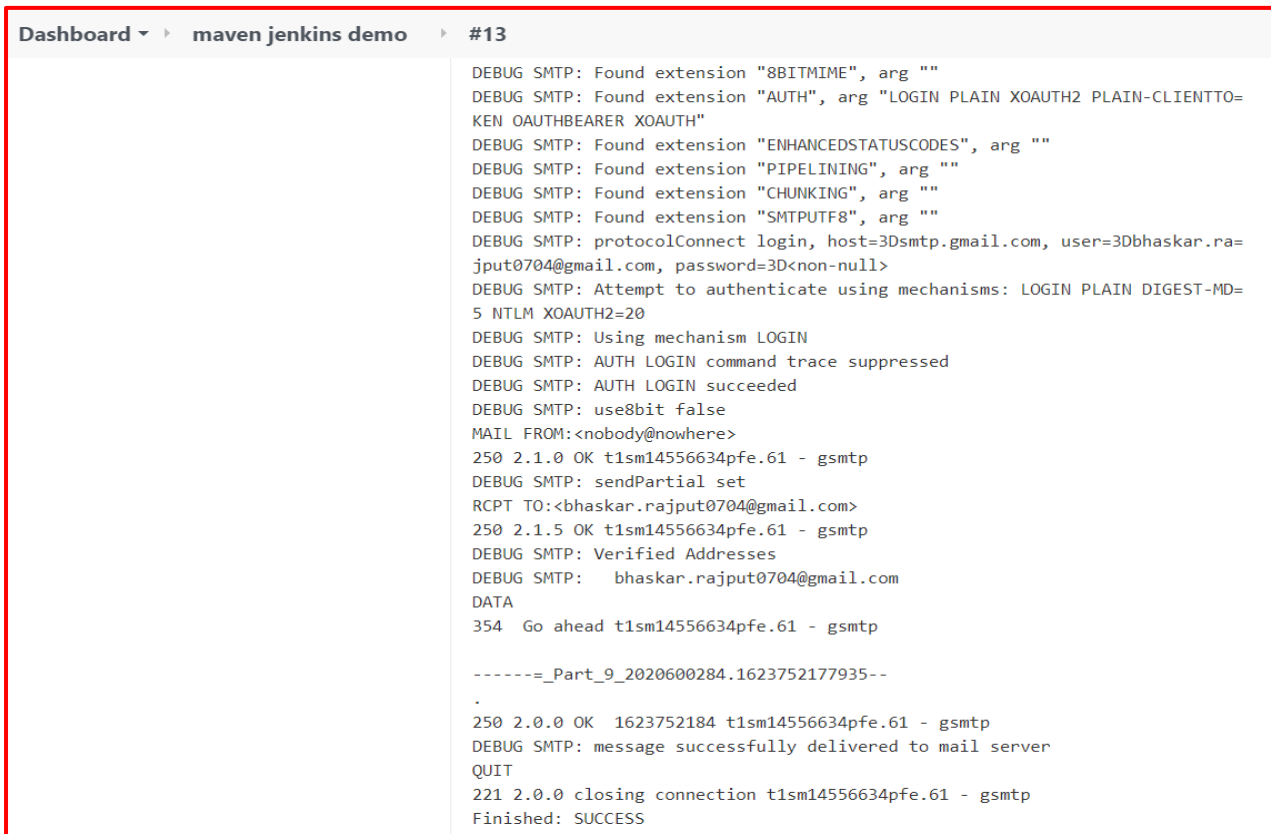 Dashboard maven jenkins demo #13
DEBUG SMTP: Found extension "8BITMIME", arg ""
DEBUG SMTP: Found extension "AUTH", arg "LOGIN PLAIN XOAUTH2 PLAIN-CLIENTTO=
KEN OAUTHBEARER XOAUTH"
DEBUG SMTP: Found extension "ENHANCEDSTATUSCODES", arg ""
DEBUG SMTP: Found extension "PIPELINING", arg ""
DEBUG SMTP: Found extension "CHUNKING", arg ""
DEBUG SMTP: Found extension "SMTPUTF8", arg ""
DEBUG SMTP: protocolConnect login, host=3Dsmtp.gmail.com, user=3Dbhaskar.ra=
jput0704@gmail.com, password=3D<non-null>
DEBUG SMTP: Attempt to authenticate using mechanisms: LOGIN PLAIN DIGEST-MD=
5 NTLM XOAUTH2=20
DEBUG SMTP: Using mechanism LOGIN
DEBUG SMTP: AUTH LOGIN command trace suppressed
DEBUG SMTP: AUTH LOGIN succeeded
DEBUG SMTP: use8bit false
MAIL FROM:<nobody@nowhere>
250 2.1.0 OK t1sm14556634pfe.61 - gsmtp
DEBUG SMTP: sendPartial set
RCPT TO:<bhaskar.rajput0704@gmail.com>
250 2.1.5 OK t1sm14556634pfe.61 - gsmtp
DEBUG SMTP: Verified Addresses
DEBUG SMTP:   bhaskar.rajput0704@gmail.com
DATA
354  Go ahead t1sm14556634pfe.61 - gsmtp
------=_Part_9_2020600284.1623752177935--
.
250 2.0.0 OK  1623752184 t1sm14556634pfe.61 - gsmtp
DEBUG SMTP: message successfully delivered to mail server
QUIT
221 2.0.0 closing connection t1sm14556634pfe.61 - gsmtp
Finished: SUCCESS